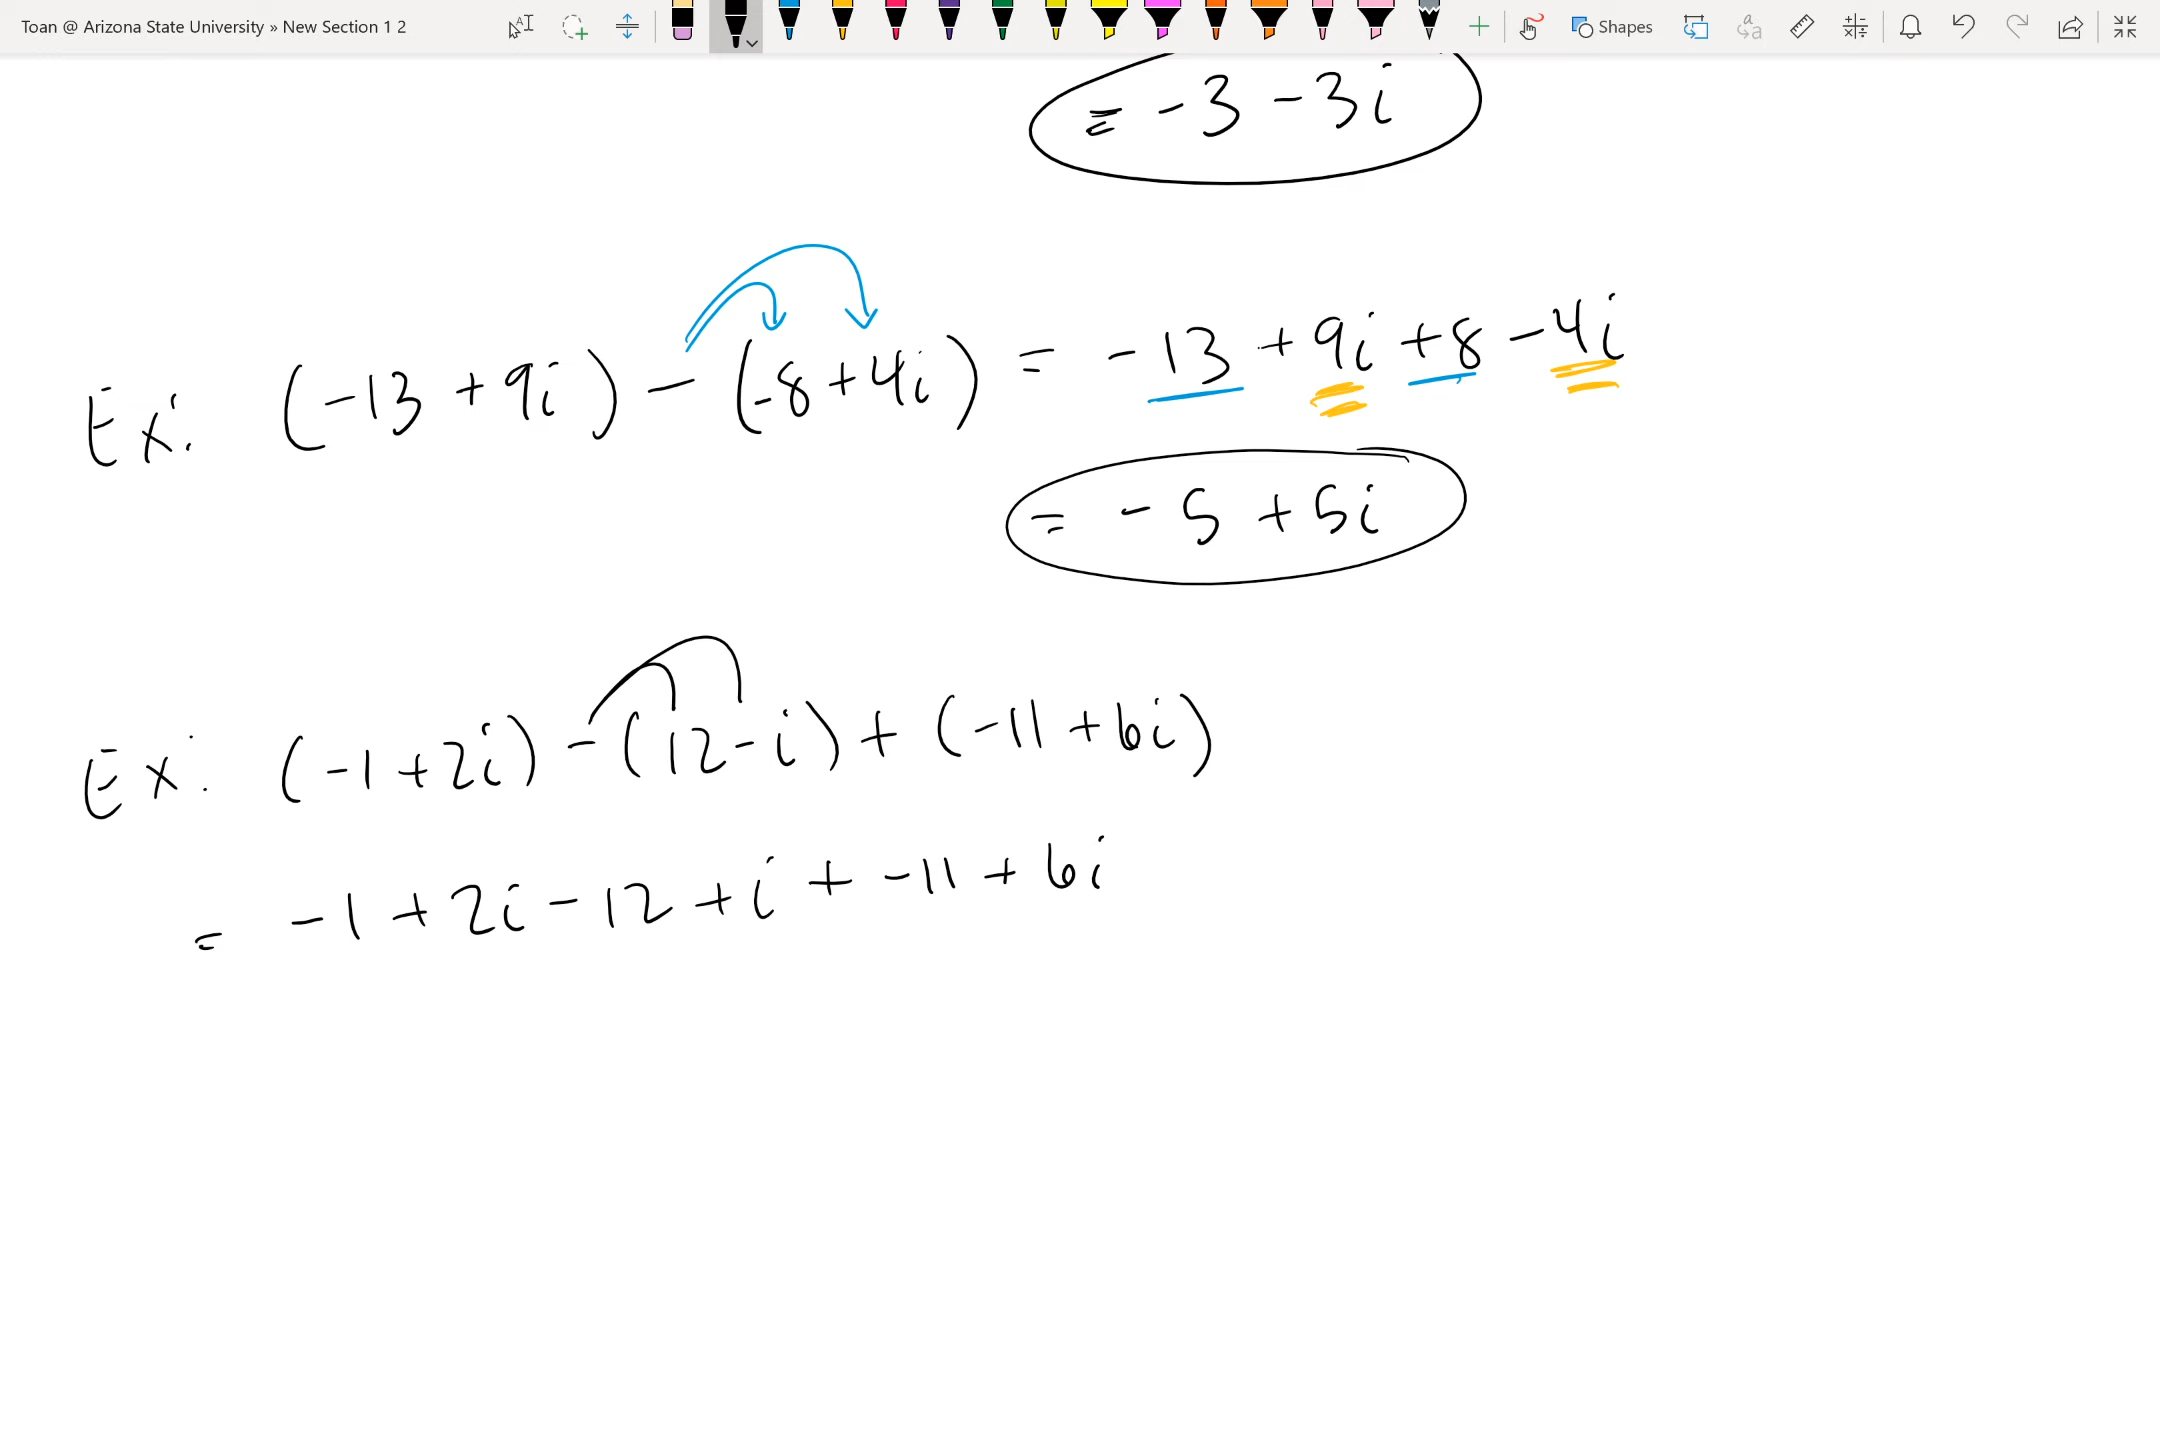 Toan @ Arizona State University » New Section 1 2
Shapes
= -3 -3i
Ex: (-13 + 9i) - (-8+4i) = -13 + 9i +8 -4i
= -5 + 5i
Ex: (-1+2i) - (12-i) + (-11+6i)
= -1 + 2i - 12 + i + -11 + 6i